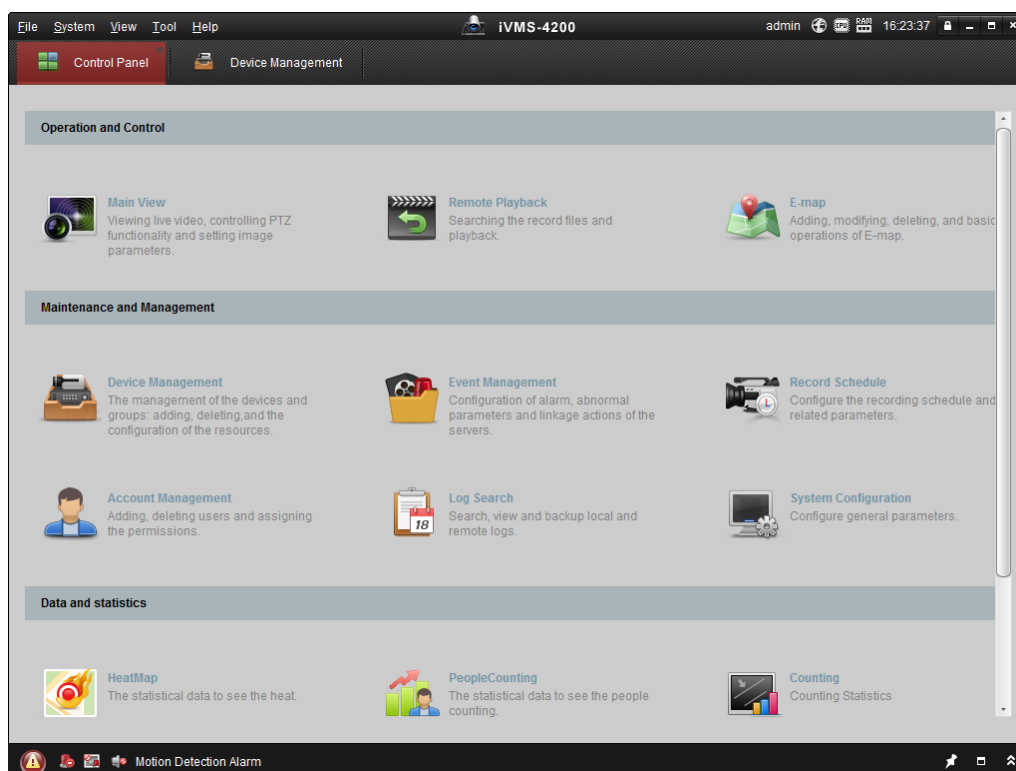 File System View Tool Help iVMS-4200 admin CPU RAM 16:23:37
Control Panel Device Management
Operation and Control
Main View
Viewing live video, controlling PTZ
functionality and setting image
parameters.
Remote Playback
Searching the record files and
playback.
E-map
Adding, modifying, deleting, and basic
operations of E-map.
Maintenance and Management
Device Management
The management of the devices and
groups: adding, deleting,and the
configuration of the resources.
Event Management
Configuration of alarm, abnormal
parameters and linkage actions of the
servers.
Record Schedule
Configure the recording schedule and
related parameters.
Account Management
Adding, deleting users and assigning
the permissions.
18
Log Search
Search, view and backup local and
remote logs.
System Configuration
Configure general parameters.
Data and statistics
HeatMap
The statistical data to see the heat.
PeopleCounting
The statistical data to see the people
counting.
Counting
Counting Statistics
Motion Detection Alarm